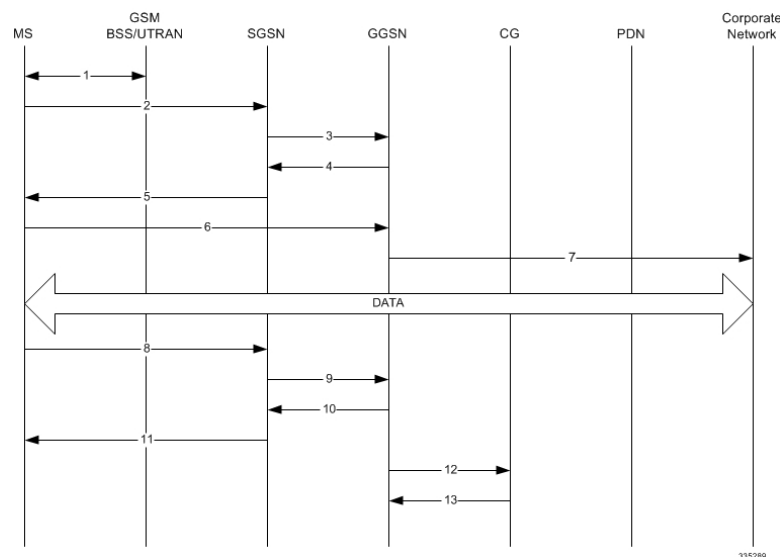 MS
GSM
BSS/UTRAN
SGSN
GGSN
CG
PDN
Corporate
Network
1
2
3
4
5
6
7
DATA
8
9
10
11
12
13
335289